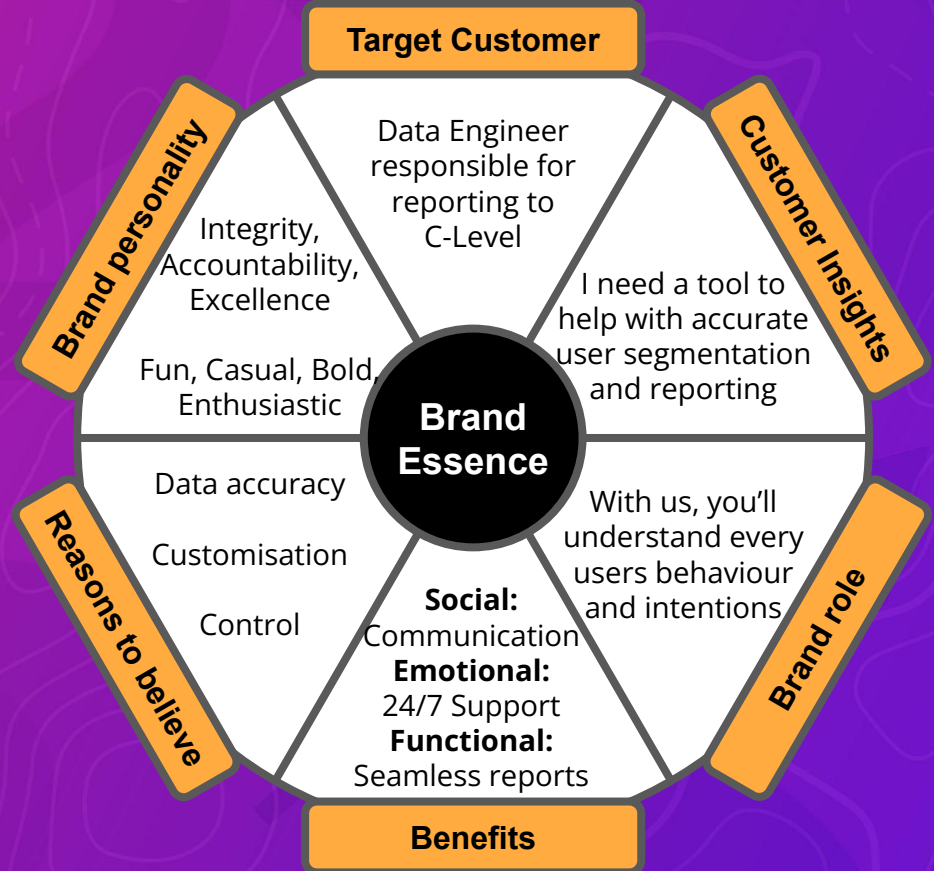 Target Customer
Data Engineer
responsible for
reporting to
C-Level
Customer Insights
I need a tool to
help with accurate
user segmentation
and reporting
Brand role
With us, you’ll
understand every
users behaviour
and intentions
Benefits
Social:
Communication
Emotional:
24/7 Support
Functional:
Seamless reports
Reasons to believe
Data accuracy
Customisation
Control
Brand personality
Integrity,
Accountability,
Excellence
Fun, Casual, Bold,
Enthusiastic
Brand
Essence